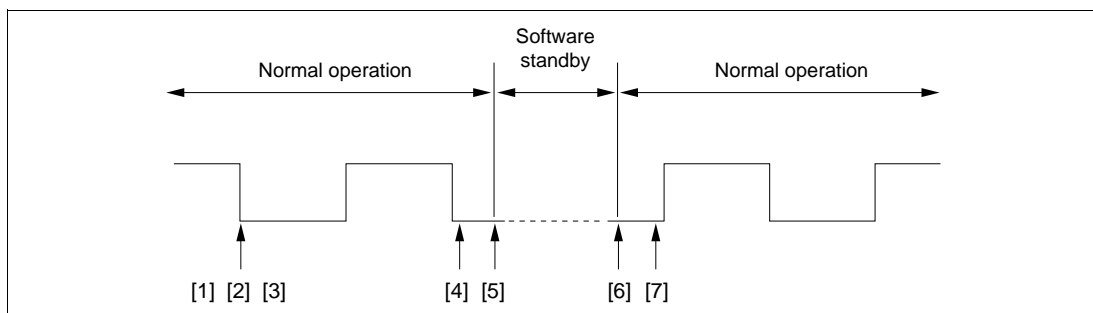 Software
standby
Normal operation
Normal operation
[1] [2] [3]
[4] [5]
[6] [7]